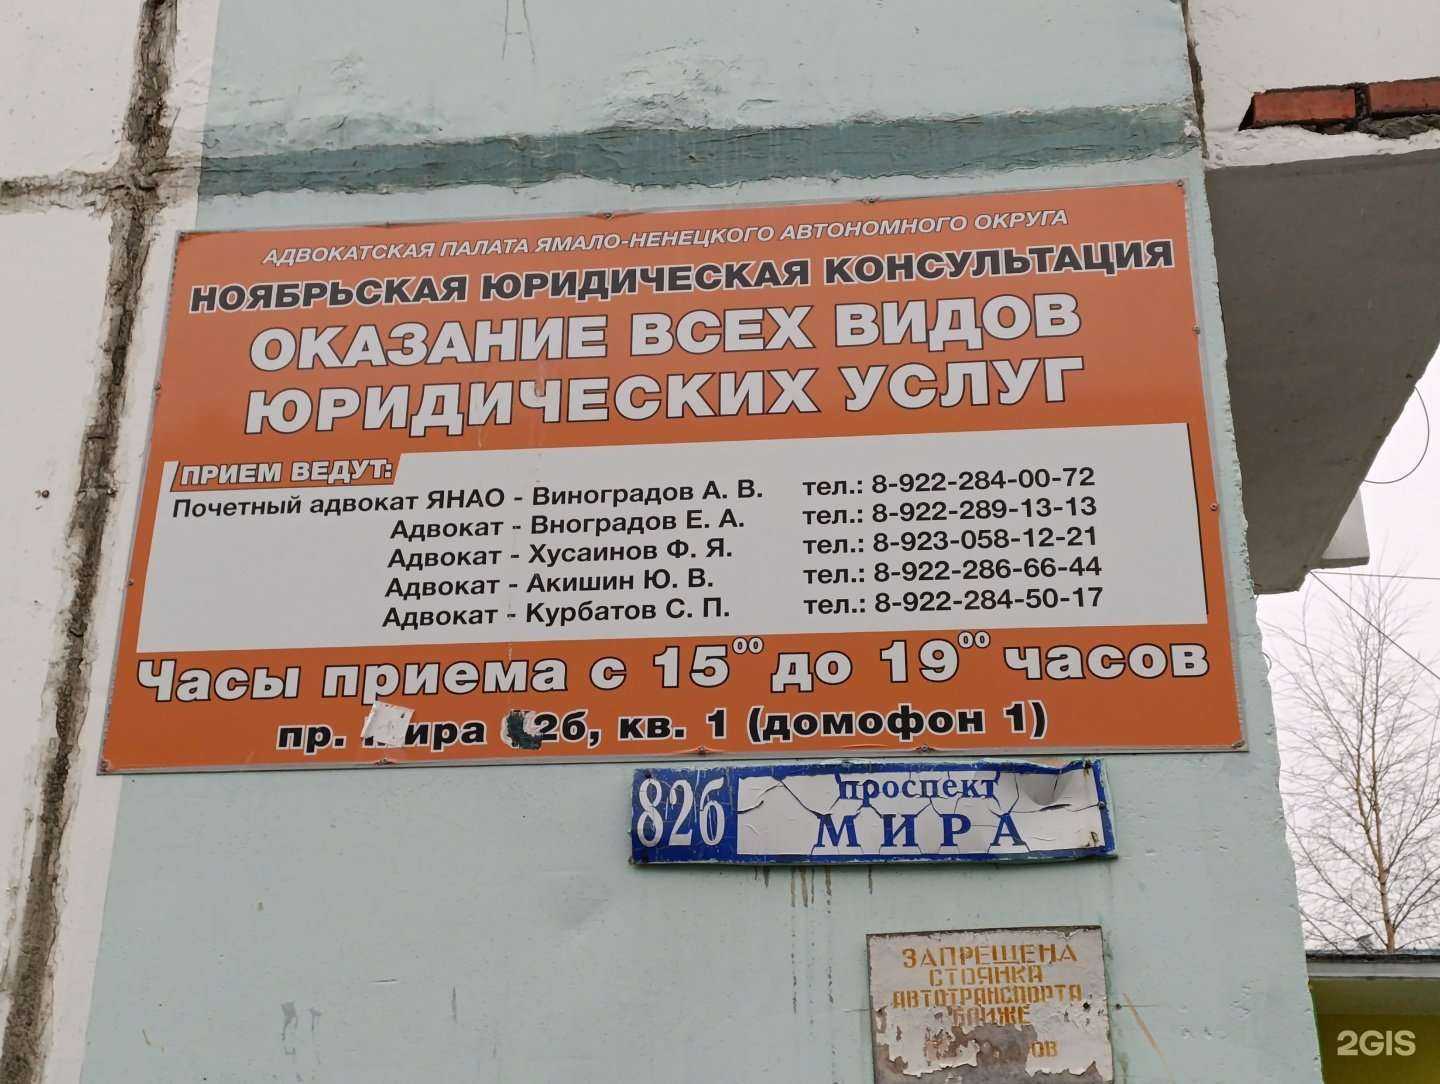 АДВОКАТСКАЯ ПАЛАТА ЯМАЛО-НЕНЕЦКОГО АВТОНОМНОГО ОКРУГА
НОЯБРЬСКАЯ ЮРИДИЧЕСКАЯ КОНСУЛЬТАЦИЯ
ОКАЗАНИЕ ВСЕХ ВИДОВ
ЮРИДИЧЕСКИХ УСЛУГ
ПРИЕМ ВЕДУТ:
Почетный адвокат ЯНАО - Виноградов А. В. тел.: 8-922-284-00-72
Адвокат - Вноградов Е. А. тел.: 8-922-289-13-13
Адвокат - Хусаинов Ф. Я. тел.: 8-923-058-12-21
Адвокат - Акишин Ю. В. тел.: 8-922-286-66-44
Адвокат - Курбатов С. П. тел.: 8-922-284-50-17
Часы приема с 15⁰⁰ до 19⁰⁰ часов
пр. Мира 82б, кв. 1 (домофон 1)
82б проспект
МИРА
ЗАПРЕЩЕНА
СТОЯНКА
АВТОТРАНСПОРТА
БЛИЖЕ
2GIS